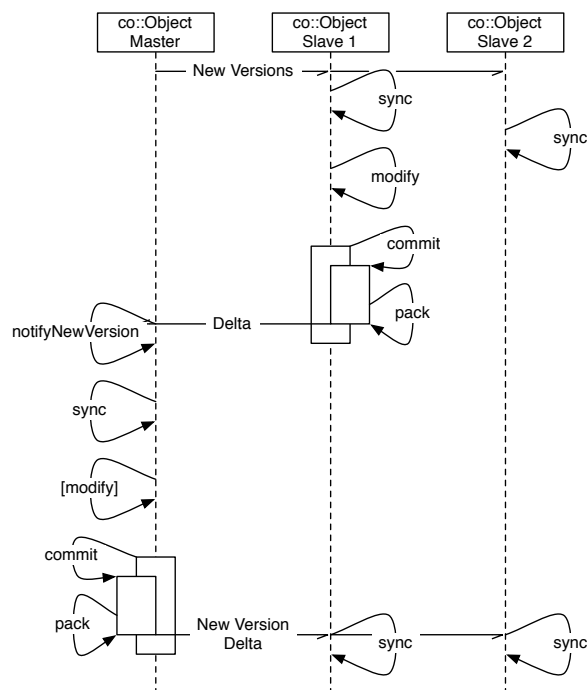 co::Object
Master
co::Object
Slave 1
co::Object
Slave 2
New Versions
sync
sync
modify
commit
pack
Delta
notifyNewVersion
sync
[modify]
commit
pack
New Version
Delta
sync
sync